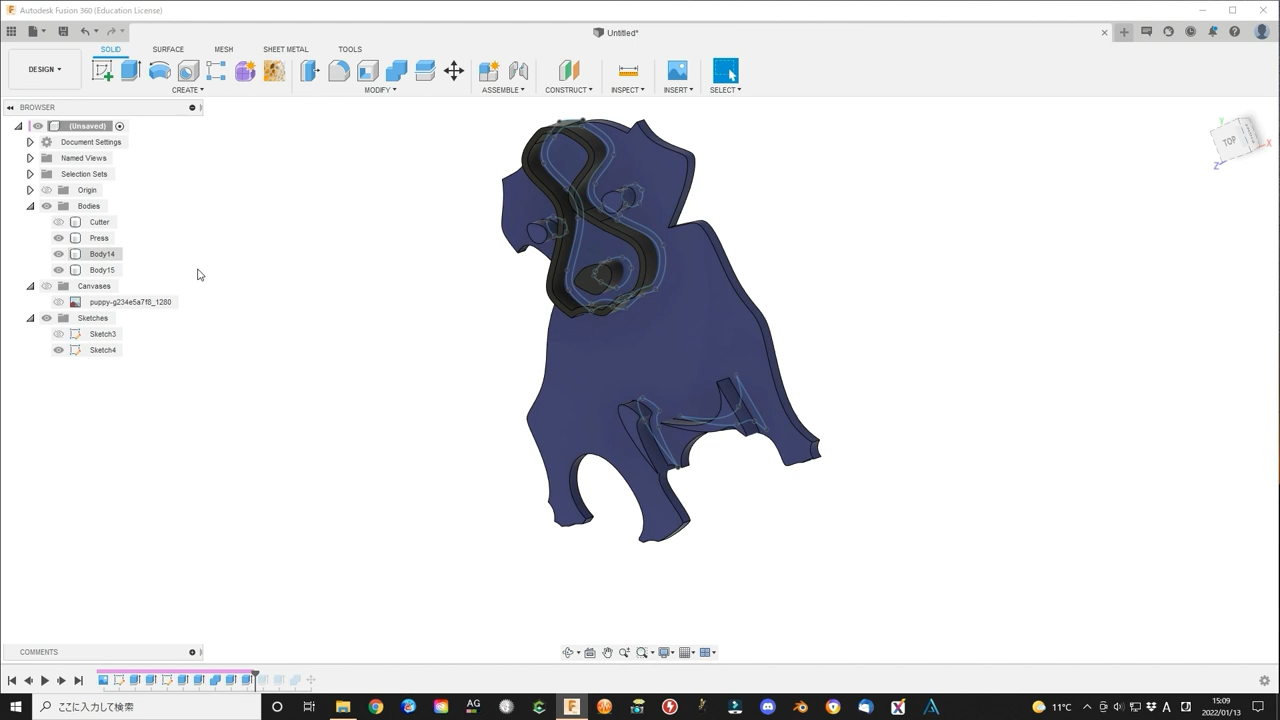 Autodesk Fusion 360 (Education License)
Untitled*
DESIGN
SOLID SURFACE MESH SHEET METAL TOOLS
CREATE MODIFY ASSEMBLE CONSTRUCT INSPECT INSERT SELECT
BROWSER
(Unsaved)
Document Settings
Named Views
Selection Sets
Origin
Bodies
Cutter
Press
Body14
Body15
Canvases
puppy-g234e5a7f8_1280
Sketches
Sketch3
Sketch4
TOP
X
Y
Z
COMMENTS
ここに入力して検索
AG
11°C
15:09
2022/01/13